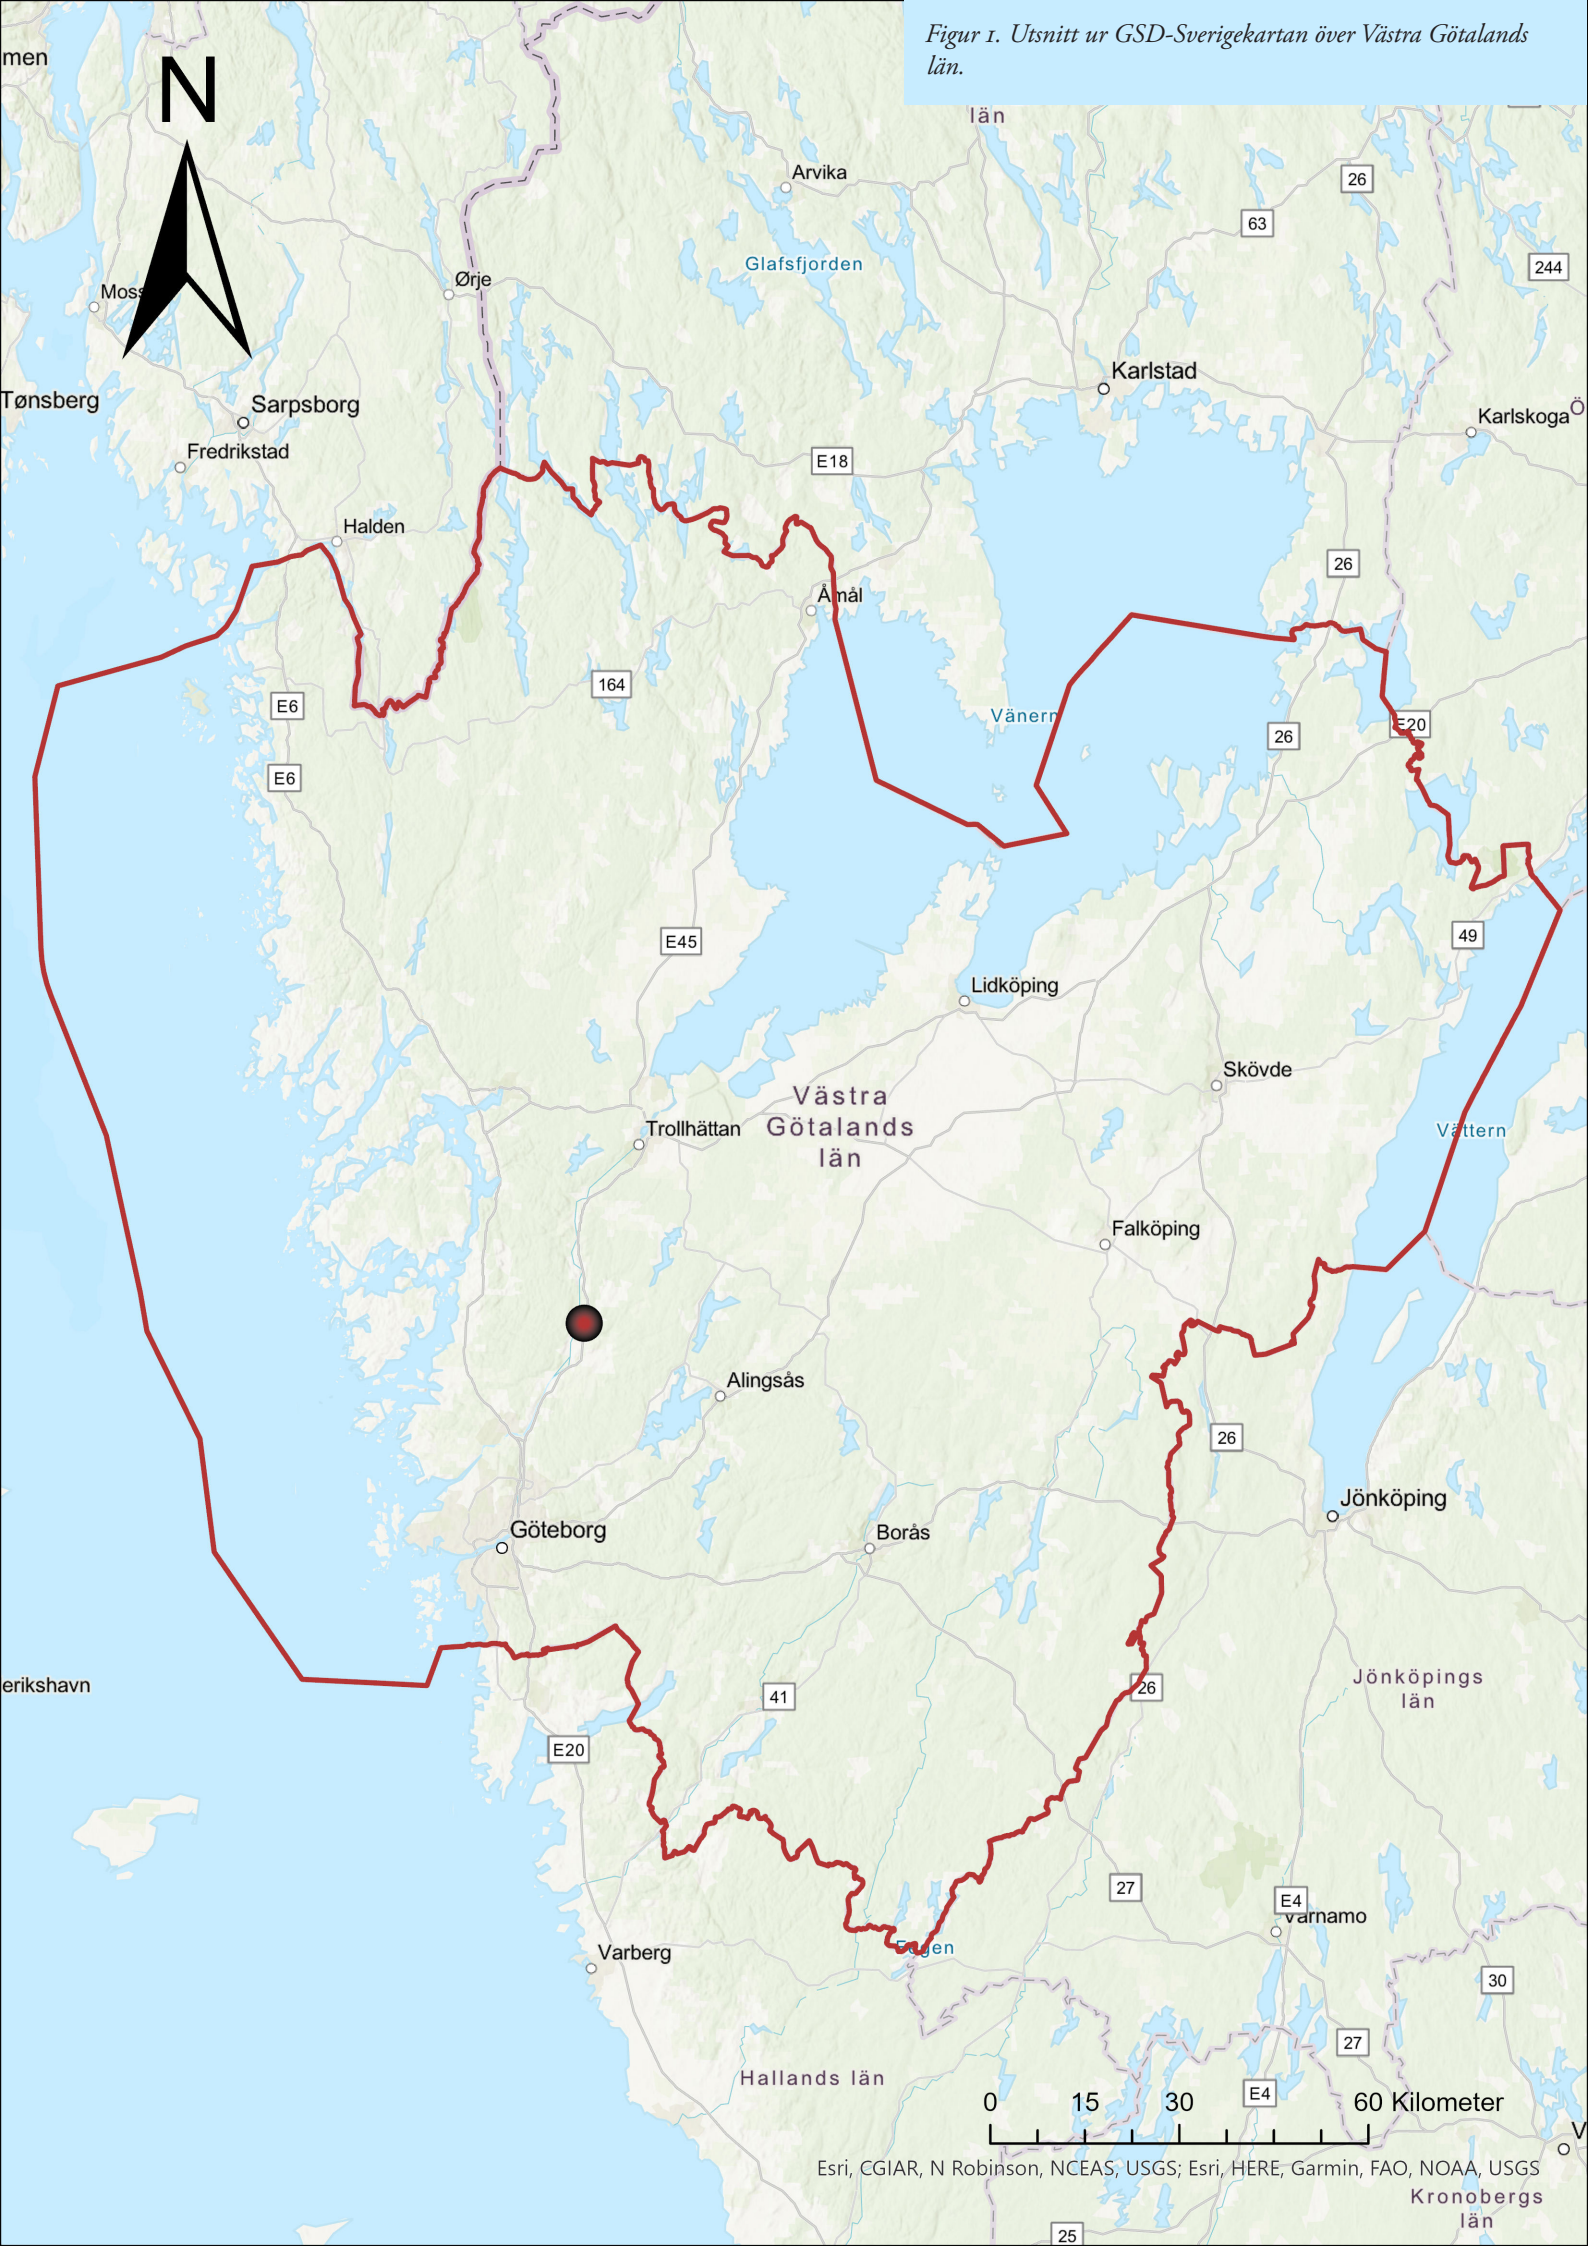 Figur 1. Utsnitt ur GSD-Sverigekartan över Västra Götalands
län.
men
N
län
Arvika
26
63
Glafsfjorden
244
Ørje
Moss
Karlstad
Tønsberg
Sarpsborg
Karlskoga
Ö
Fredrikstad
E18
Halden
26
Åmål
164
E6
Vänern
E20
26
E6
E45
49
Lidköping
Skövde
Västra
Götalands
län
Trollhättan
Vättern
Falköping
Alingsås
26
Jönköping
Göteborg
Borås
erikshavn
Jönköpings
län
41
26
E20
27
E4
Värnamo
Varberg
30
27
Hallands län
E4
0 15 30 60 Kilometer
V
Esri, CGIAR, N Robinson, NCEAS, USGS; Esri, HERE, Garmin, FAO, NOAA, USGS
Kronobergs
län
25